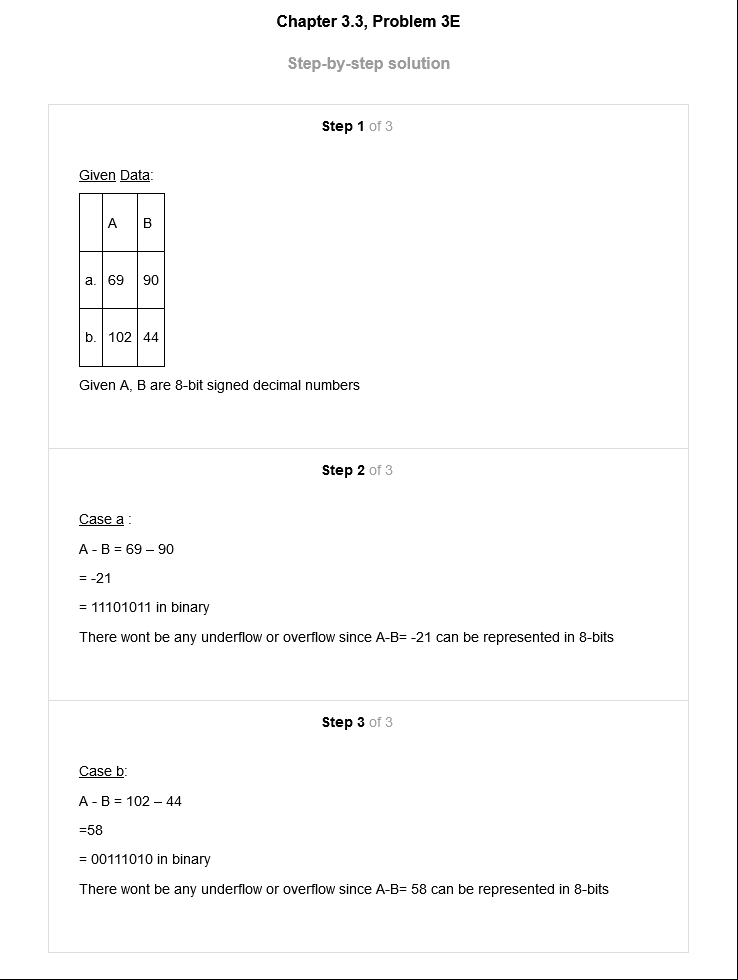 Chapter 3.3, Problem 3E
Step-by-step solution
Step 1 of 3
Given Data:
A B
a. 69 90
b. 102 44
Given A, B are 8-bit signed decimal numbers
Step 2 of 3
Case a :
A - B = 69 – 90
= -21
= 11101011 in binary
There wont be any underflow or overflow since A-B= -21 can be represented in 8-bits
Step 3 of 3
Case b:
A - B = 102 – 44
=58
= 00111010 in binary
There wont be any underflow or overflow since A-B= 58 can be represented in 8-bits